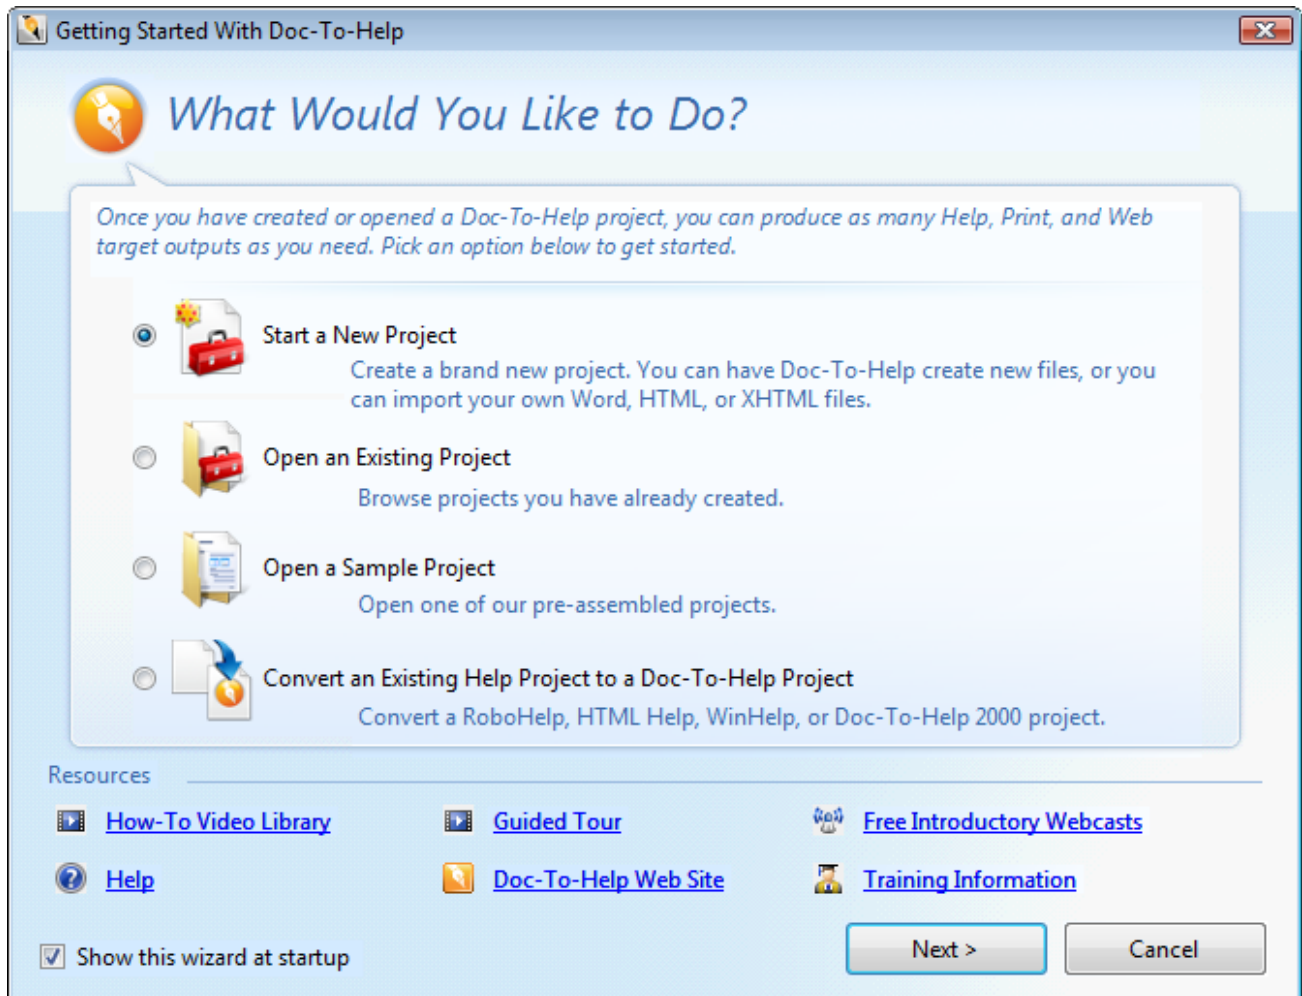 Getting Started With Doc-To-Help
What Would You Like to Do?
Once you have created or opened a Doc-To-Help project, you can produce as many Help, Print, and Web
target outputs as you need. Pick an option below to get started.
Start a New Project
Create a brand new project. You can have Doc-To-Help create new files, or you
can import your own Word, HTML, or XHTML files.
Open an Existing Project
Browse projects you have already created.
Open a Sample Project
Open one of our pre-assembled projects.
Convert an Existing Help Project to a Doc-To-Help Project
Convert a RoboHelp, HTML Help, WinHelp, or Doc-To-Help 2000 project.
Resources
How-To Video Library
Guided Tour
Free Introductory Webcasts
Help
Doc-To-Help Web Site
Training Information
Show this wizard at startup
Next >
Cancel